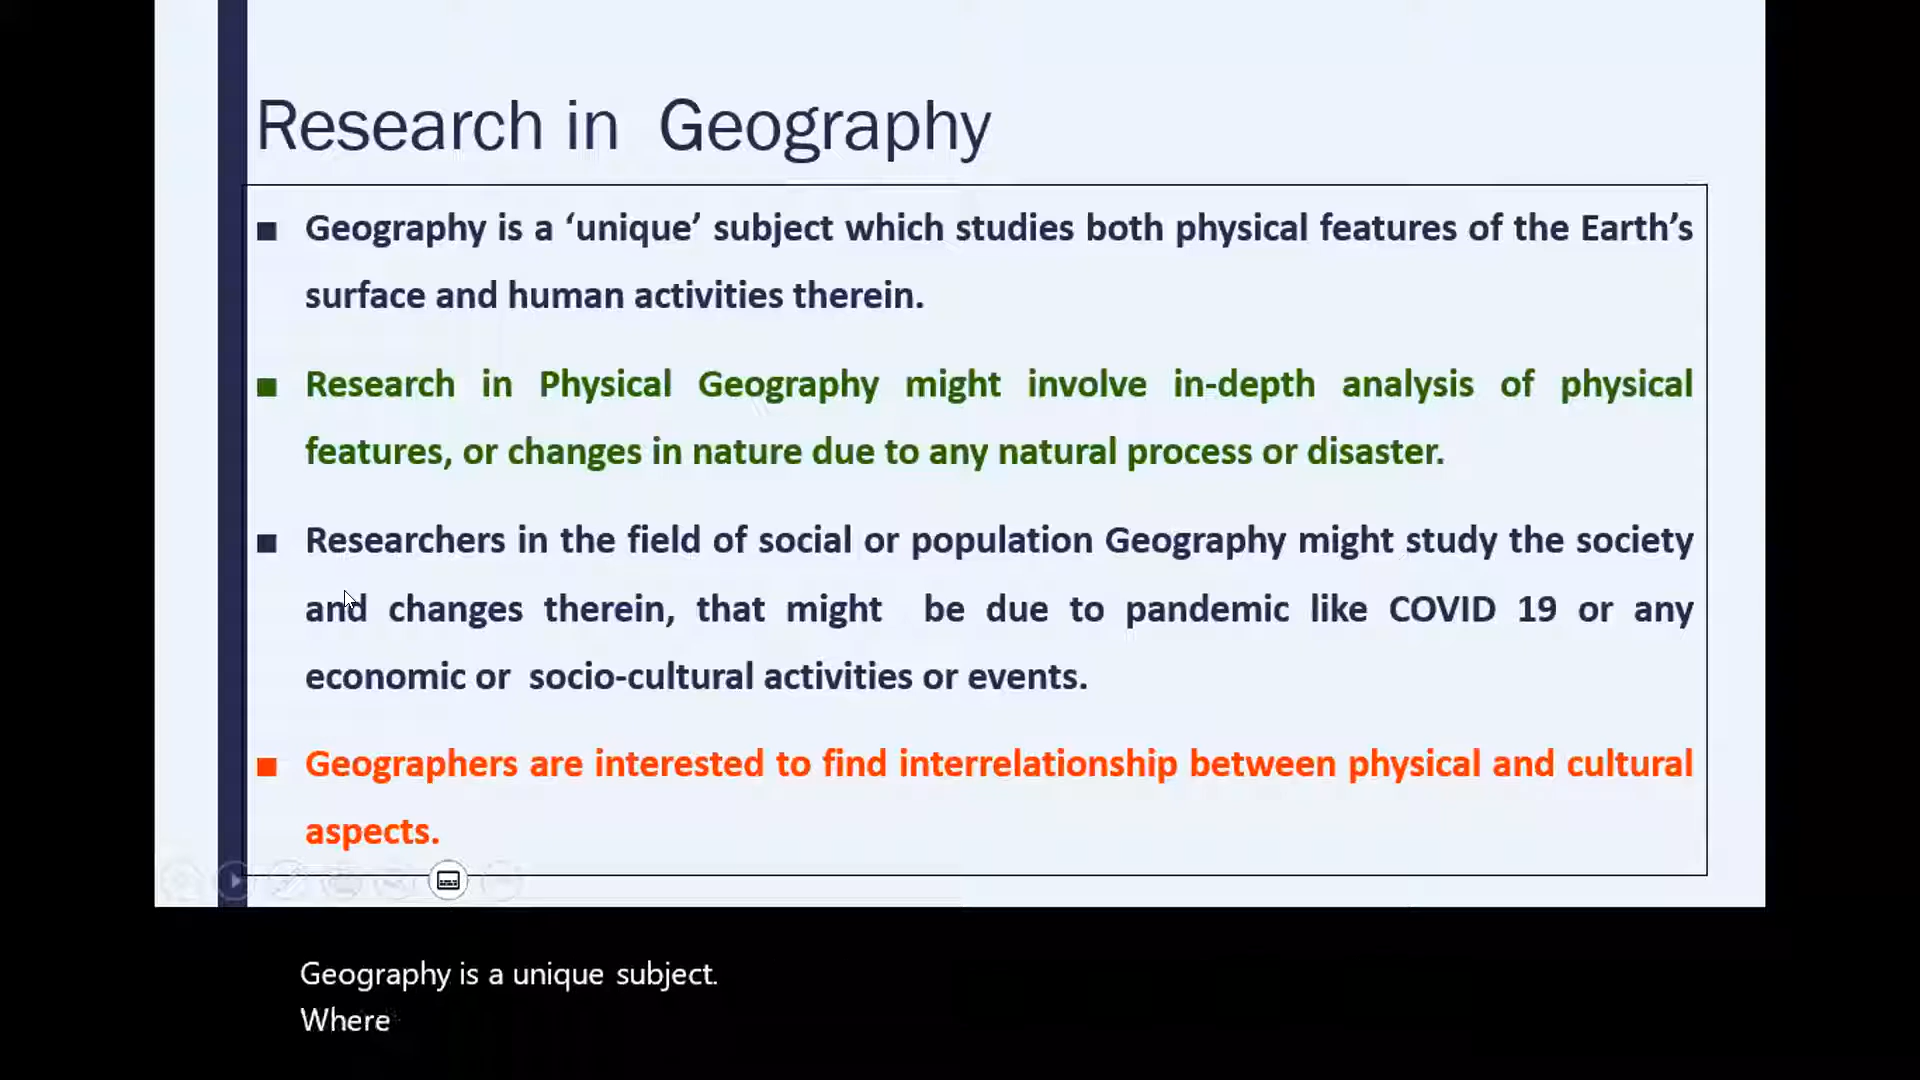 Research in Geography
Geography is a ‘unique’ subject which studies both physical features of the Earth’s
surface and human activities therein.
Research in Physical Geography might involve in-depth analysis of physical
features, or changes in nature due to any natural process or disaster.
Researchers in the field of social or population Geography might study the society
and changes therein, that might be due to pandemic like COVID 19 or any
economic or socio-cultural activities or events.
Geographers are interested to find interrelationship between physical and cultural
aspects.
Geography is a unique subject.
Where